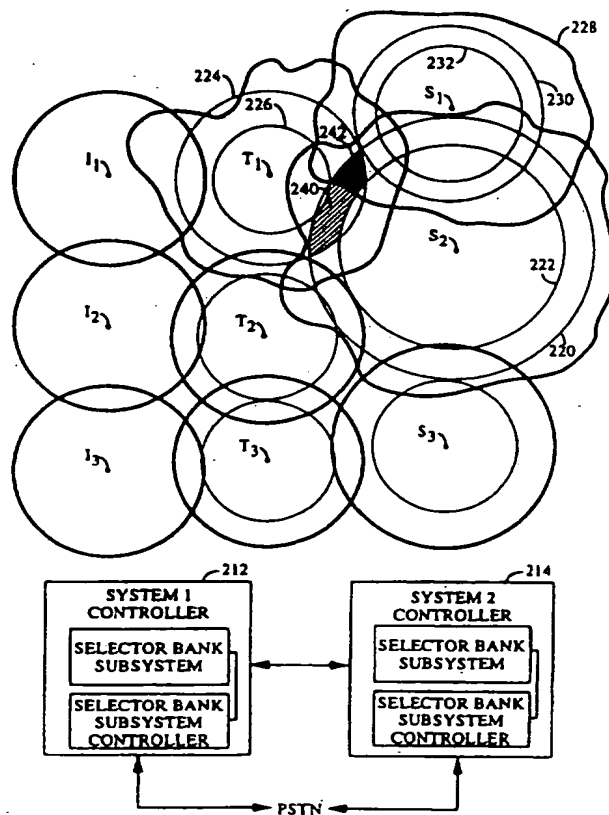 228
224
232
226
S1
230
242
I1
T1
240
S2
I2
T2
222
220
I3
T3
S3
212
214
SYSTEM 1
CONTROLLER
SELECTOR BANK
SUBSYSTEM
SELECTOR BANK
SUBSYSTEM
CONTROLLER
SYSTEM 2
CONTROLLER
SELECTOR BANK
SUBSYSTEM
SELECTOR BANK
SUBSYSTEM
CONTROLLER
PSTN